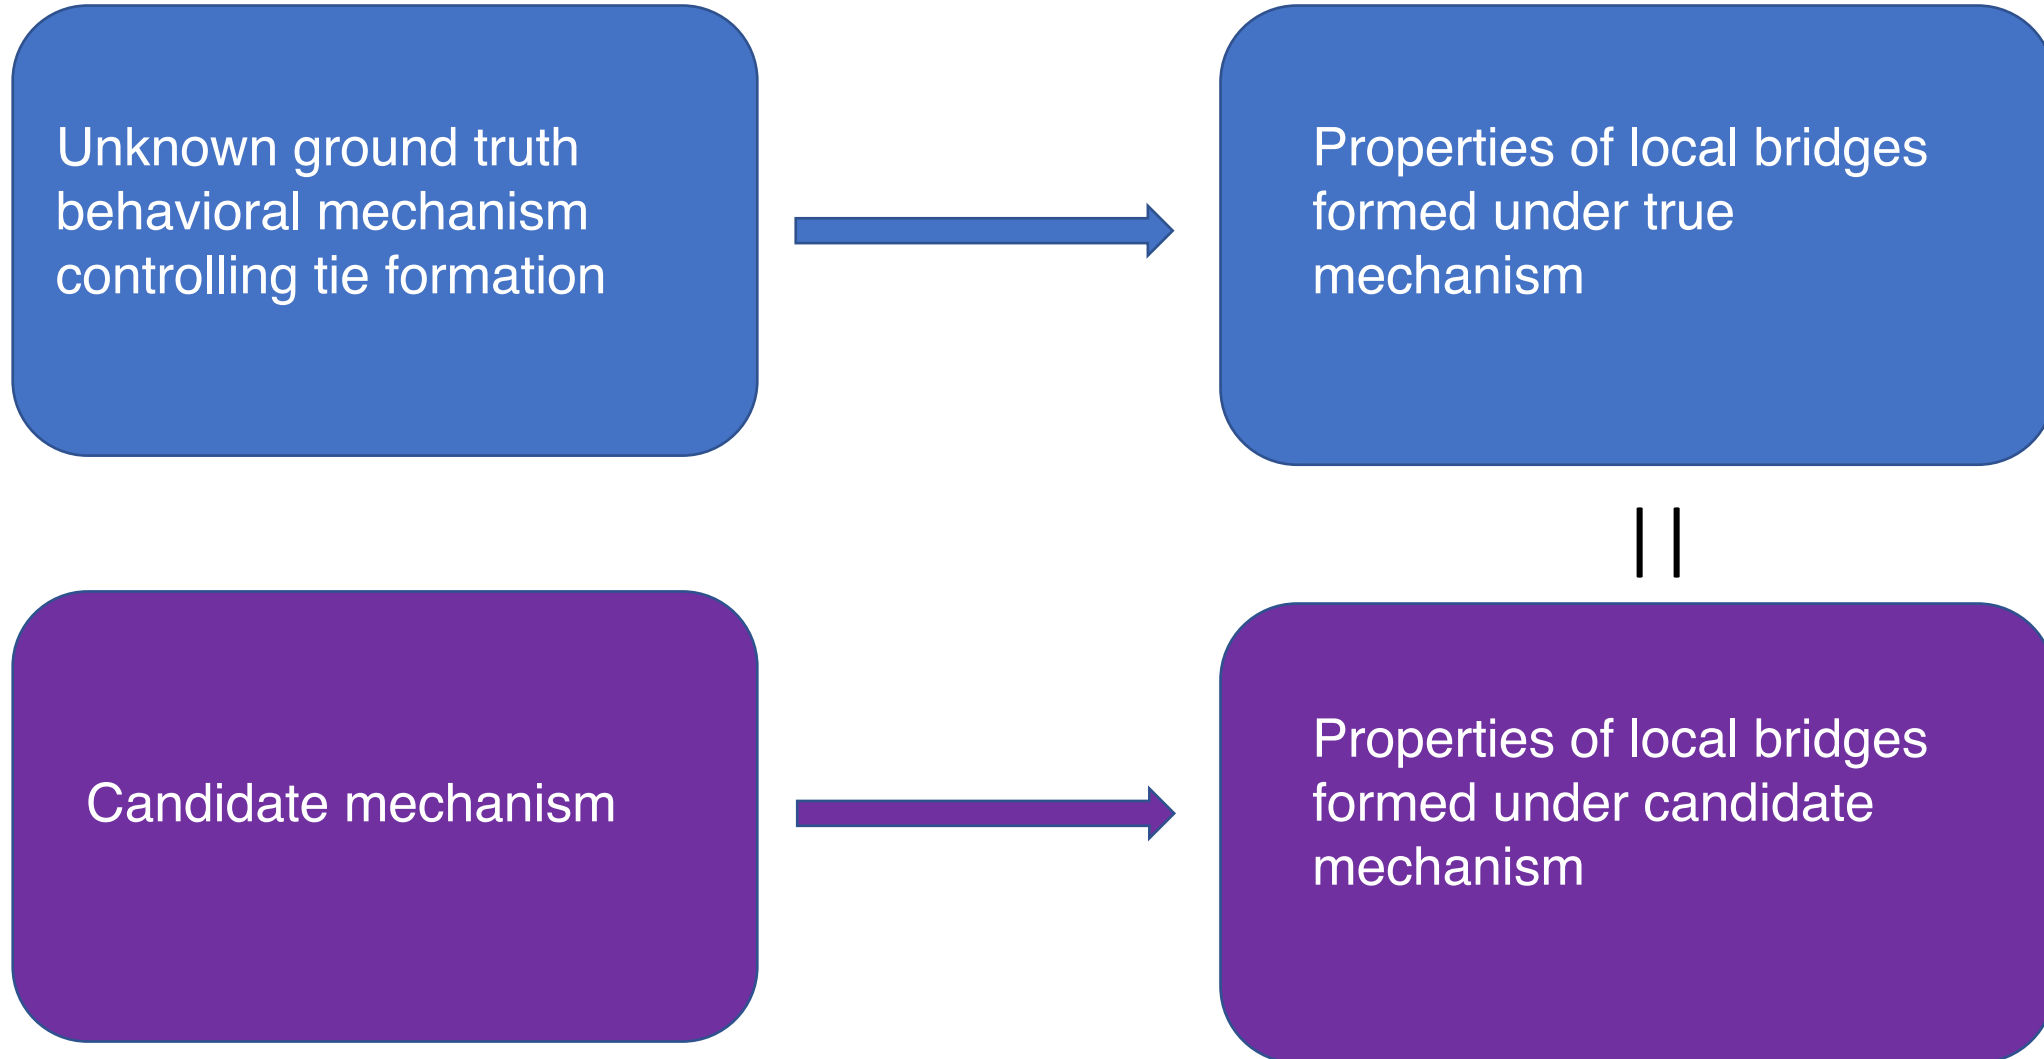 Unknown ground truth
behavioral mechanism
controlling tie formation
Properties of local bridges
formed under true
mechanism
Candidate mechanism
Properties of local bridges
formed under candidate
mechanism